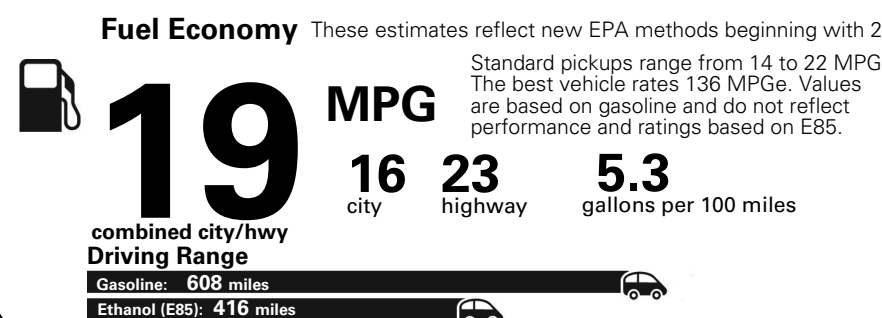 Fuel Economy These estimates reflect new EPA methods beginning with 2
Standard pickups range from 14 to 22 MPG
The best vehicle rates 136 MPGe. Values
are based on gasoline and do not reflect
performance and ratings based on E85.
19 MPG
16 23 5.3
city highway gallons per 100 miles
combined city/hwy
Driving Range
Gasoline: 608 miles
Ethanol (E85): 416 miles